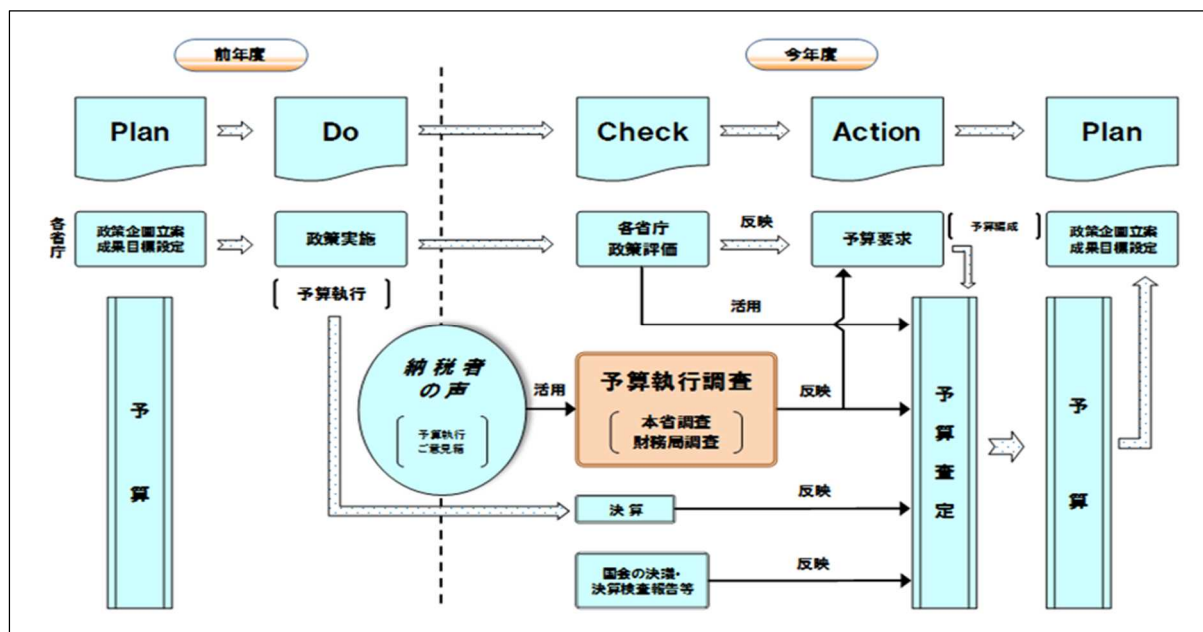 前年度
今年度
Plan
Do
Check
Action
Plan
各省庁
政策企画立案
成果目標設定
政策実施
各省庁
政策評価
反映
予算要求
予算編成
政策企画立案
成果目標設定
予算執行
活用
納税者
の声
予算執行
ご意見箱
活用
予算執行調査
本省調査
財務局調査
反映
予算
予算査定
予算
決算
反映
国会の決議・
決算検査報告等
反映